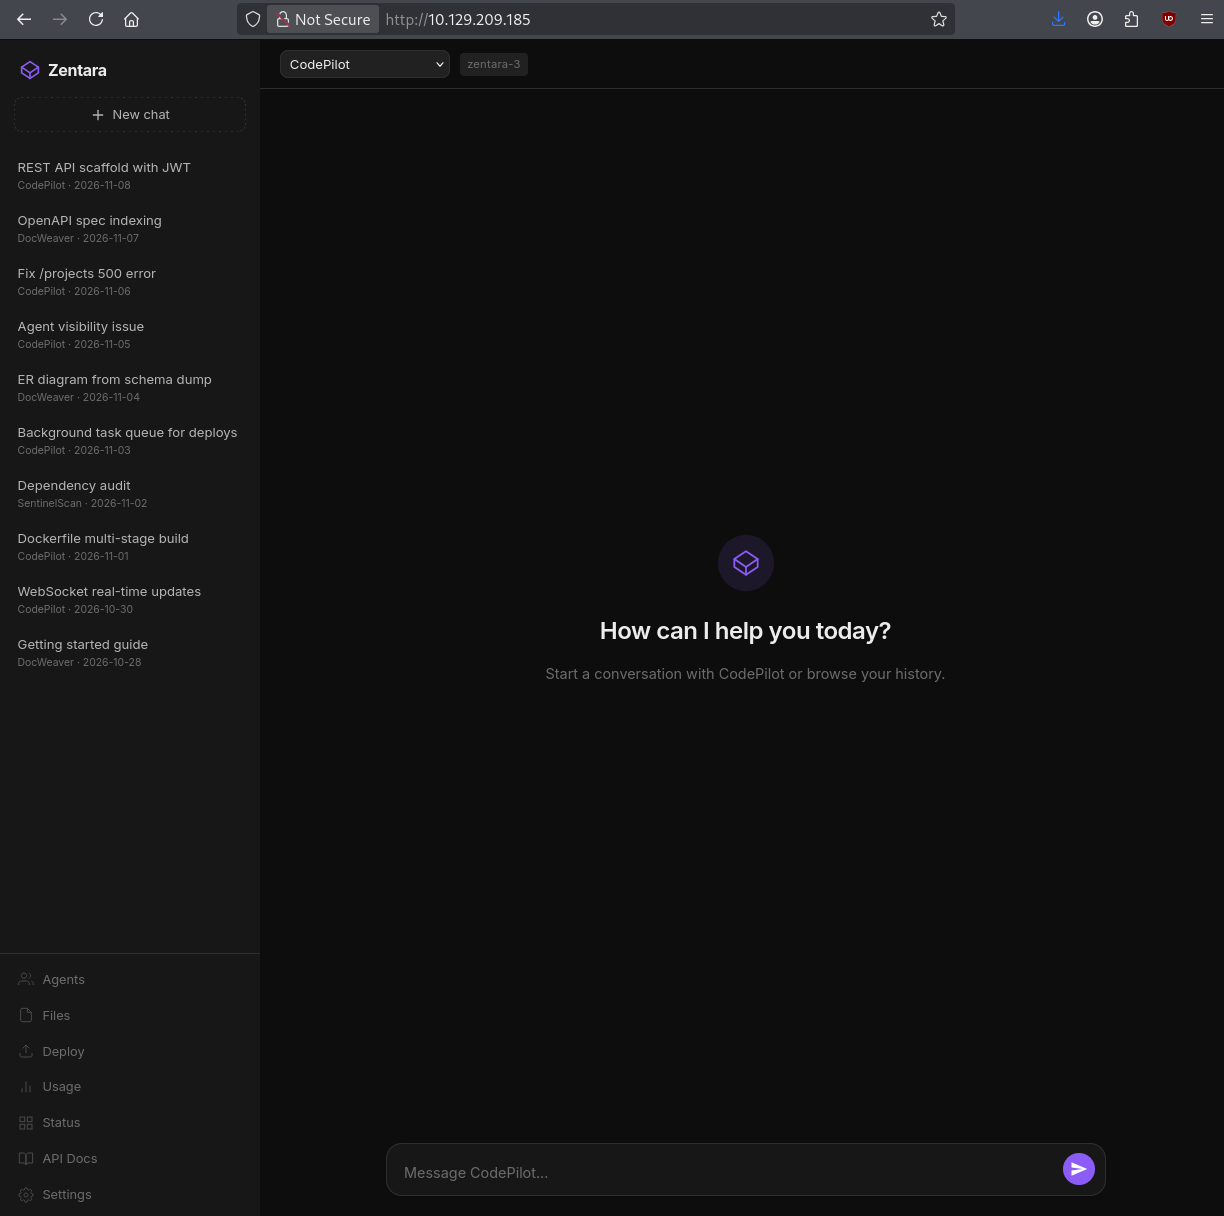 Not Secure
http://10.129.209.185
Zentara
CodePilot
zentara-3
New chat
REST API scaffold with JWT
CodePilot · 2026-11-08
OpenAPI spec indexing
DocWeaver · 2026-11-07
Fix /projects 500 error
CodePilot · 2026-11-06
Agent visibility issue
CodePilot · 2026-11-05
ER diagram from schema dump
DocWeaver · 2026-11-04
Background task queue for deploys
CodePilot · 2026-11-03
Dependency audit
SentinelScan · 2026-11-02
Dockerfile multi-stage build
CodePilot · 2026-11-01
WebSocket real-time updates
CodePilot · 2026-10-30
Getting started guide
DocWeaver · 2026-10-28
How can I help you today?
Start a conversation with CodePilot or browse your history.
Agents
Files
Deploy
Usage
Status
API Docs
Settings
Message CodePilot...